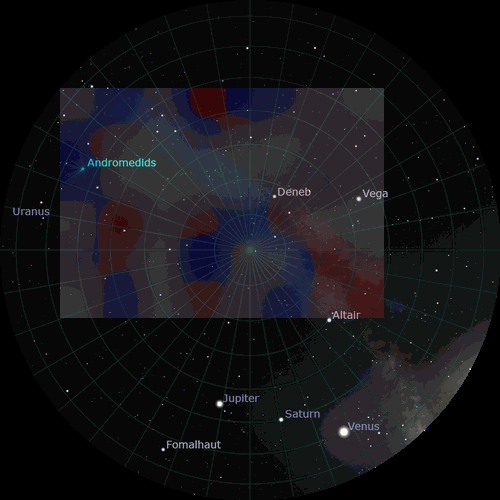 Andromedids
Deneb
Vega
Uranus
Altair
Jupiter
Saturn
Venus
Fomalhaut